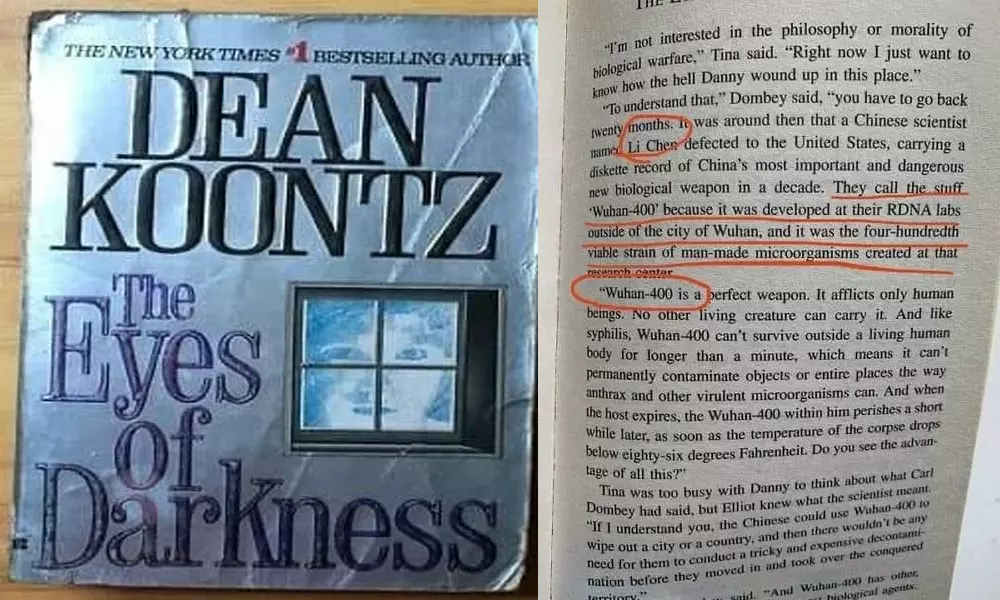 THE NEW YORK TIMES #1 BESTSELLING AUTHOR
DEAN
KOONTZ
The
Eyes
of
Darkness
"I'm not interested in the philosophy or morality of
biological warfare," Tina said. "Right now I just want to
know how the hell Danny wound up in this place."
"To understand that," Dombey said, "you have to go back
twenty months. It was around then that a Chinese scientist
named Li Chen defected to the United States, carrying a
diskette record of China's most important and dangerous
new biological weapon in a decade. They call the stuff
'Wuhan-400' because it was developed at their RDNA labs
outside of the city of Wuhan, and it was the four-hundredth
viable strain of man-made microorganisms created at that
research center.
"Wuhan-400 is a perfect weapon. It afflicts only human
beings. No other living creature can carry it. And like
syphilis, Wuhan-400 can't survive outside a living human
body for longer than a minute, which means it can't
permanently contaminate objects or entire places the way
anthrax and other virulent microorganisms can. And when
the host expires, the Wuhan-400 within him perishes a short
while later, as soon as the temperature of the corpse drops
below eighty-six degrees Fahrenheit. Do you see the advan-
tage of all this?"
Tina was too busy with Danny to think about what Carl
Dombey had said, but Elliot knew what the scientist meant.
"If I understand you, the Chinese could use Wuhan-400 to
wipe out a city or a country, and then there wouldn't be any
need for them to conduct a tricky and expensive decontami-
nation before they moved in and took over the conquered
territory."
said. "And Wuhan-400 has other,
biological agents.